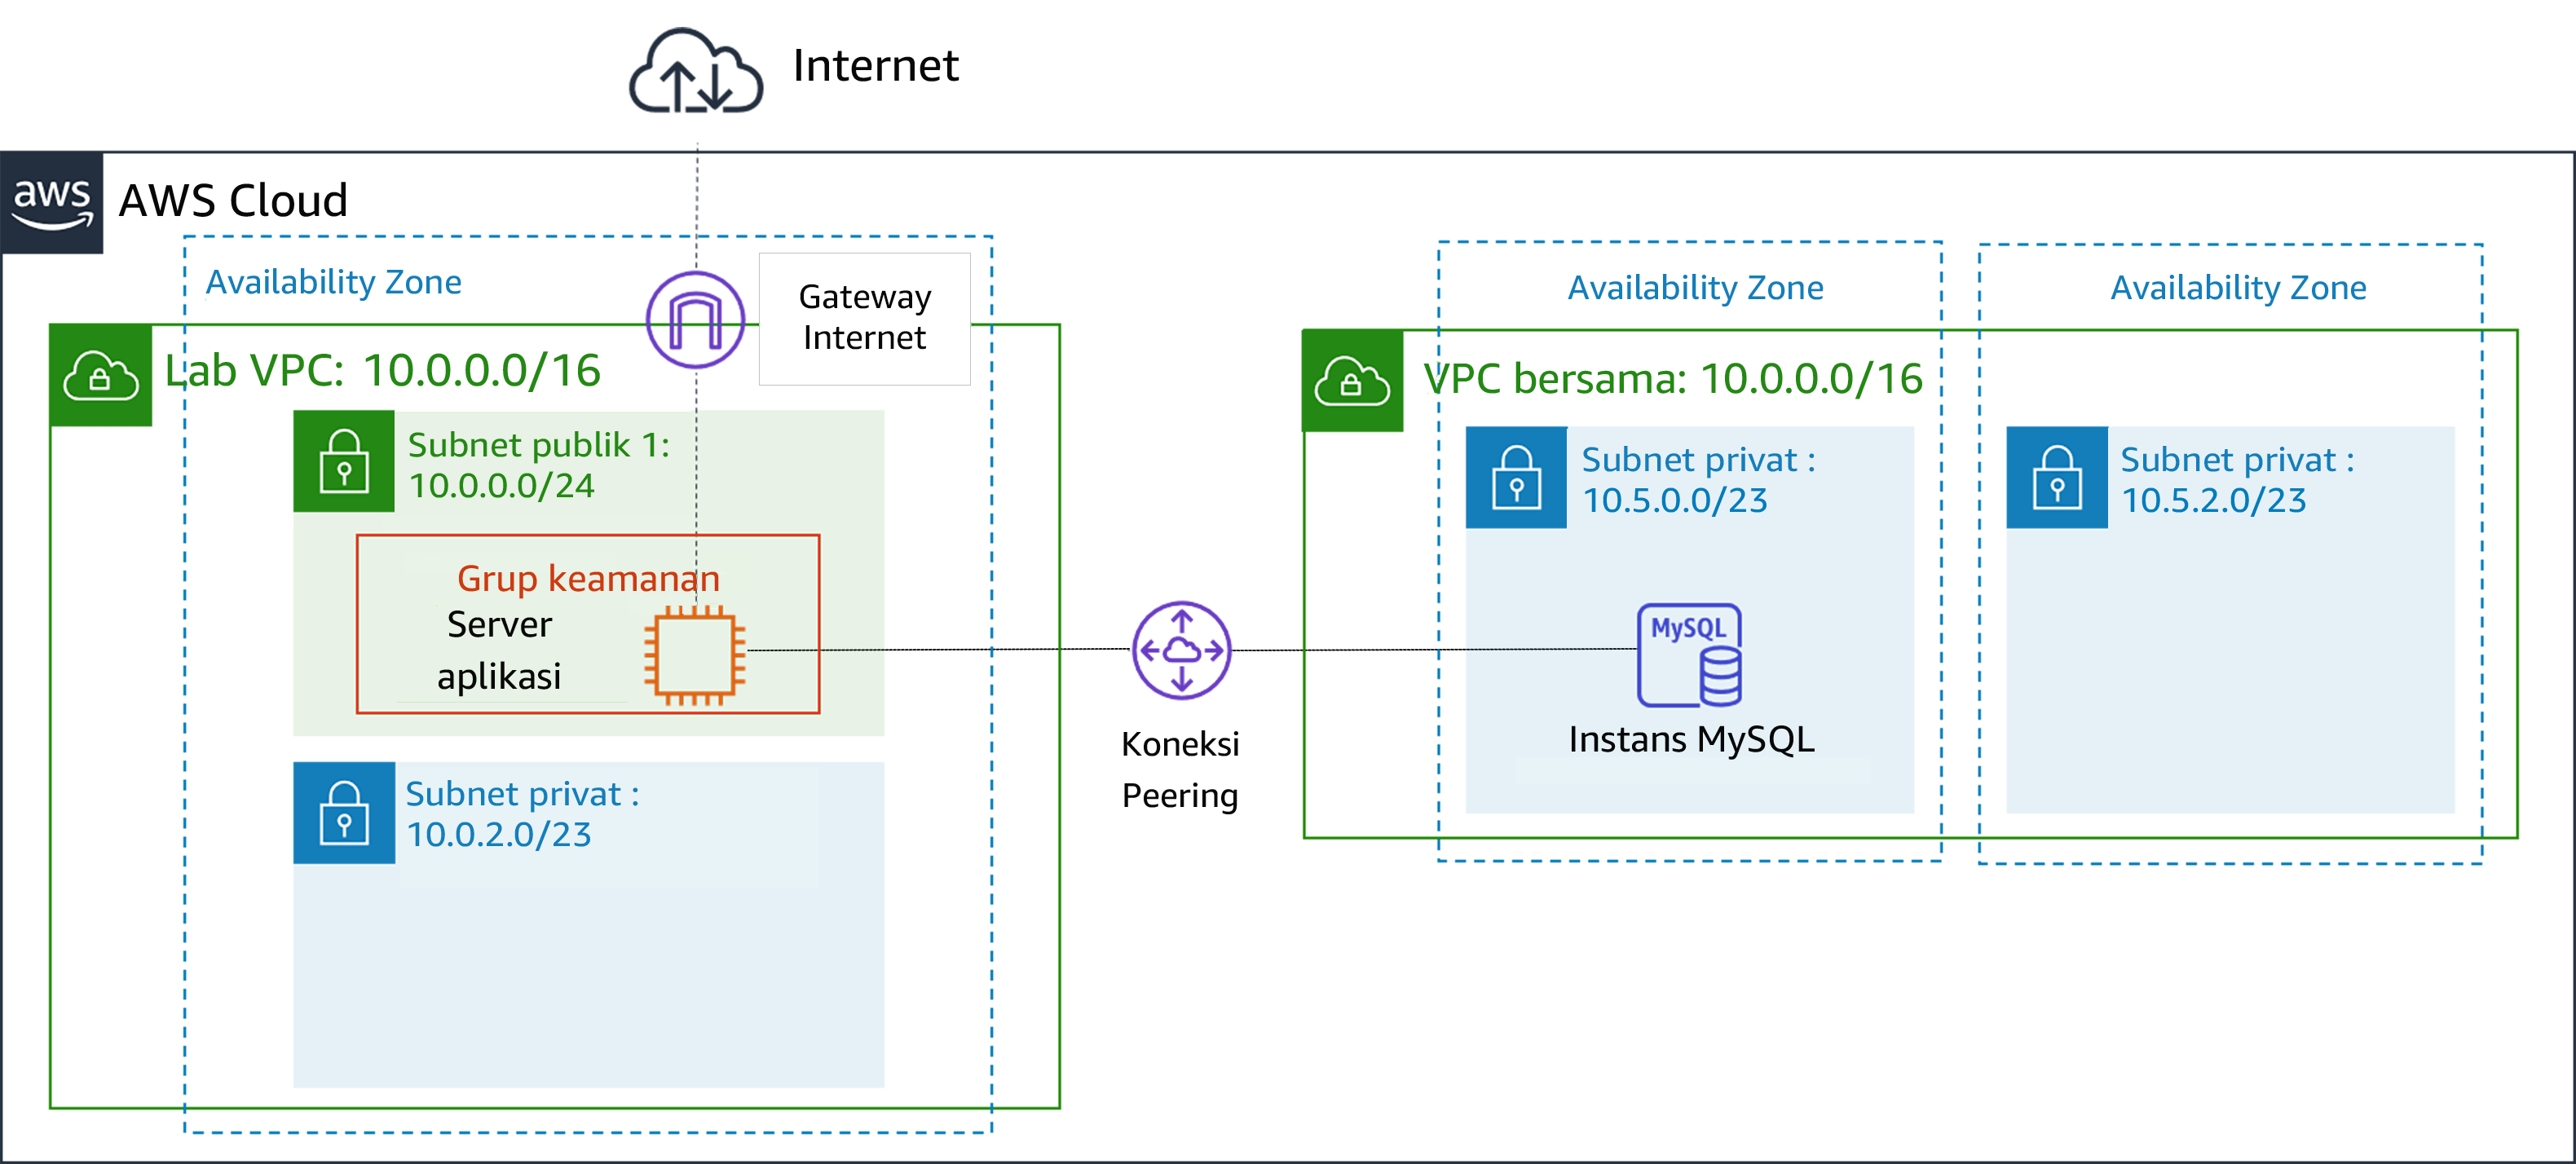 Internet
aws
AWS Cloud
Availability Zone
Gateway
Internet
Lab VPC: 10.0.0.0/16
Subnet publik 1:
10.0.0.0/24
Grup keamanan
Server
aplikasi
Subnet privat :
10.0.2.0/23
Koneksi
Peering
Availability Zone
Availability Zone
VPC bersama: 10.0.0.0/16
Subnet privat :
10.5.0.0/23
MySQL
Instans MySQL
Subnet privat :
10.5.2.0/23